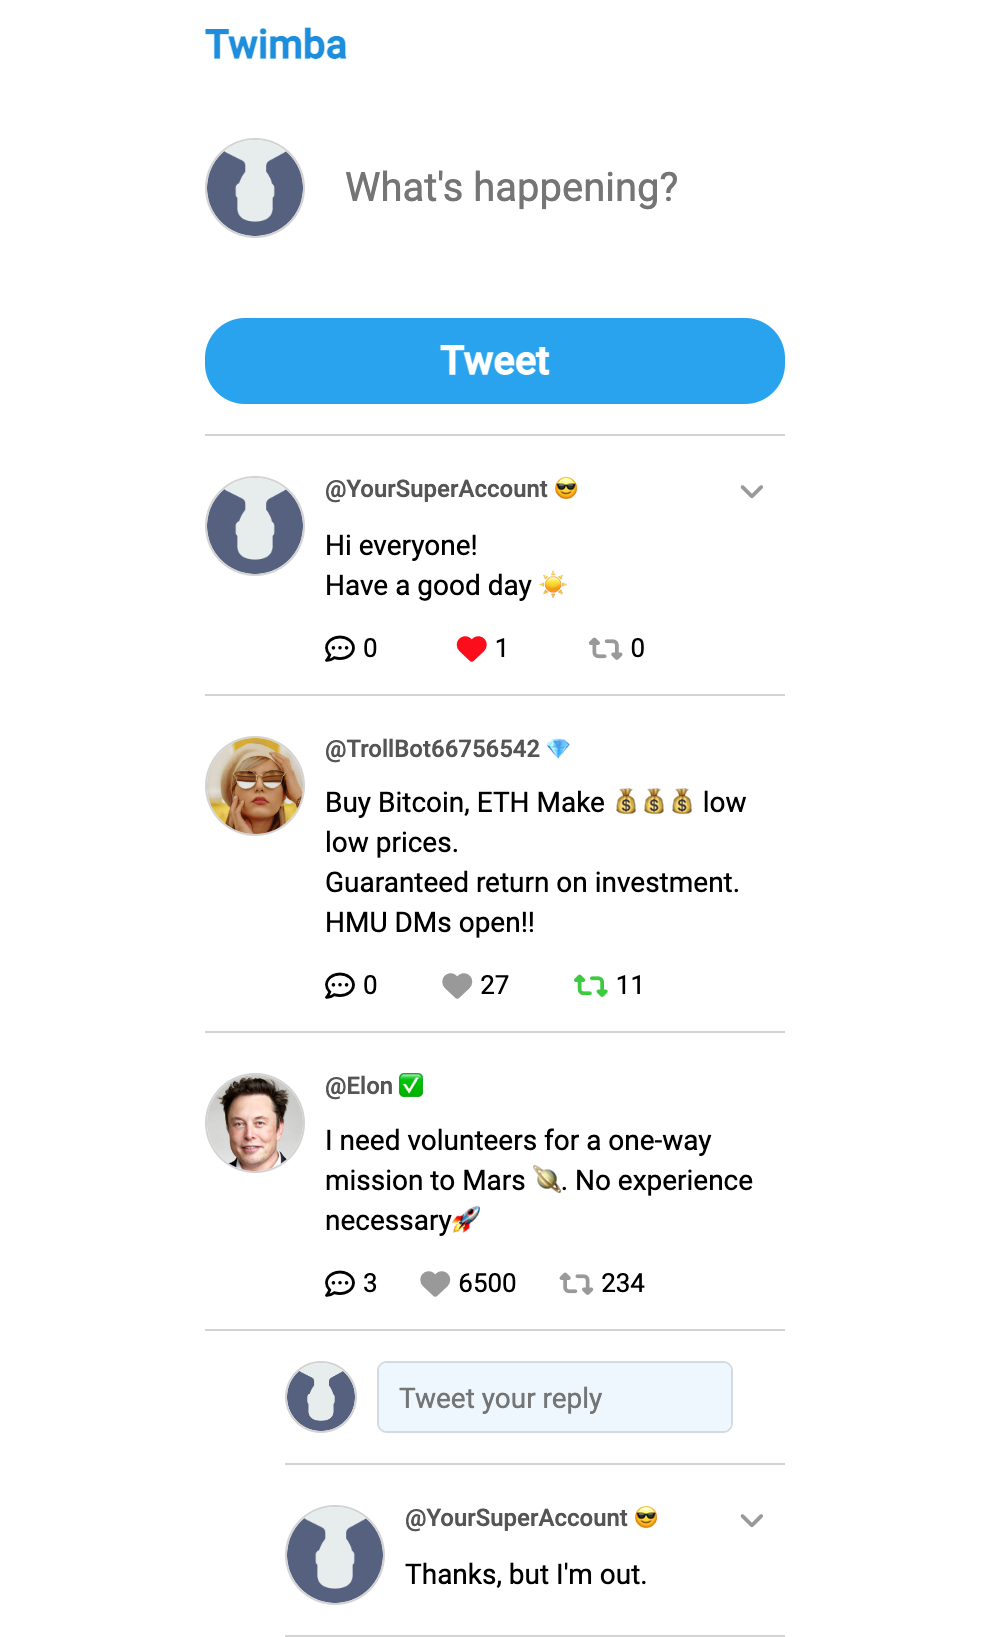 Twimba
What's happening?
Tweet
@YourSuperAccount 😎
Hi everyone!
Have a good day ☀️
0 1 0
@TrollBot66756542 💎
Buy Bitcoin, ETH Make 💰💰💰 low
low prices.
Guaranteed return on investment.
HMU DMs open!!
0 27 11
@Elon ✅
I need volunteers for a one-way
mission to Mars 🪐. No experience
necessary🚀
3 6500 234
Tweet your reply
@YourSuperAccount 😎
Thanks, but I'm out.